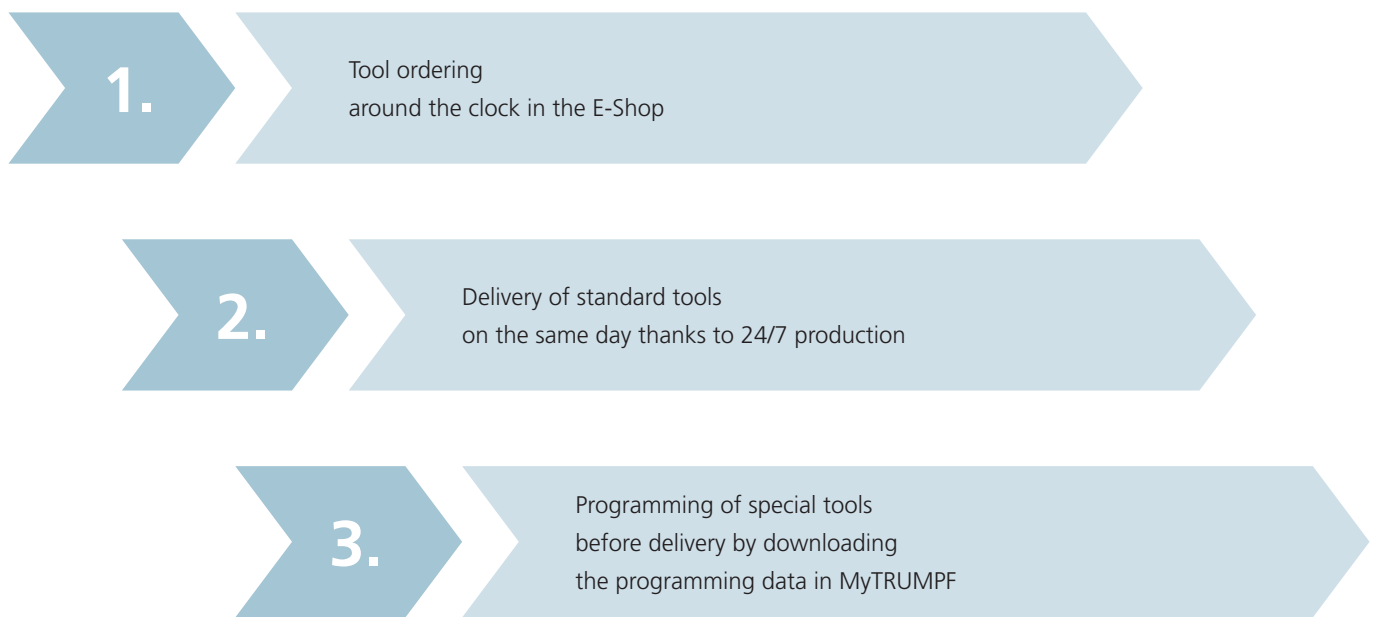 1.
Tool ordering
around the clock in the E-Shop
2.
Delivery of standard tools
on the same day thanks to 24/7 production
3.
Programming of special tools
before delivery by downloading
the programming data in MyTRUMPF